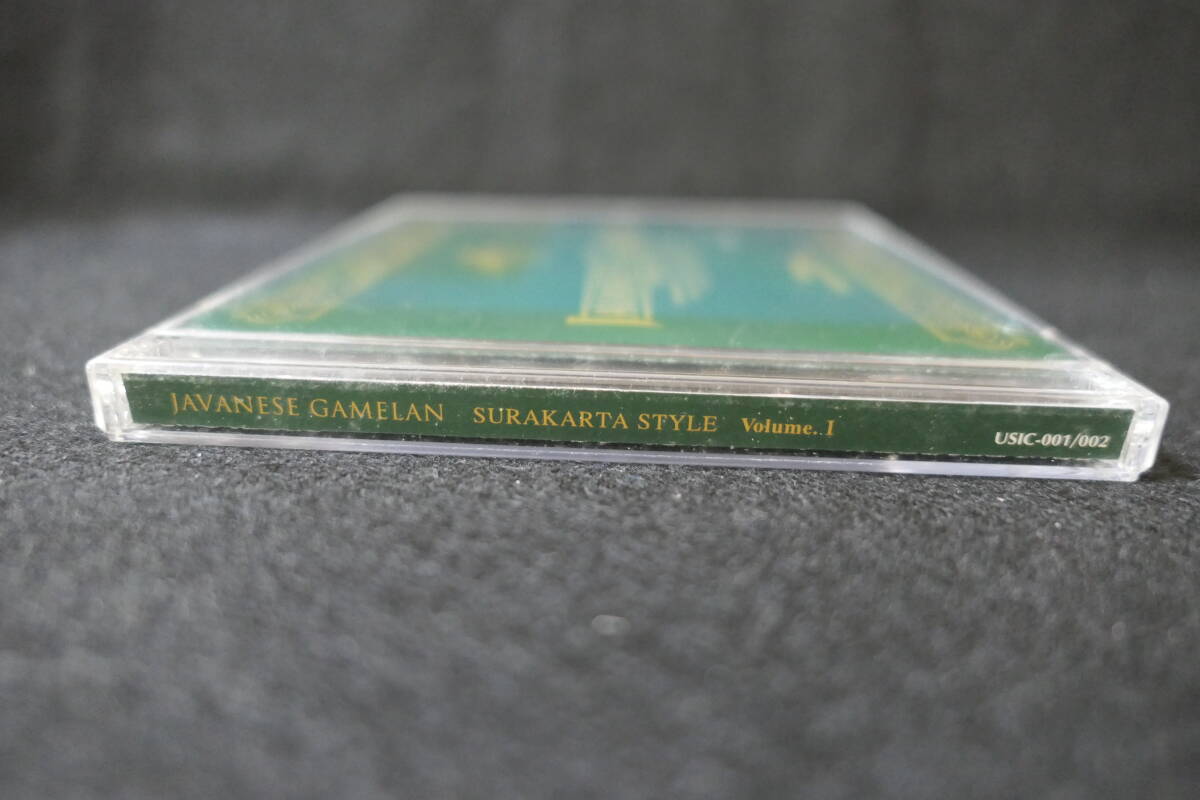 JAVANESE GAMELAN SURAKARTA STYLE Volume. I USIC-001/002